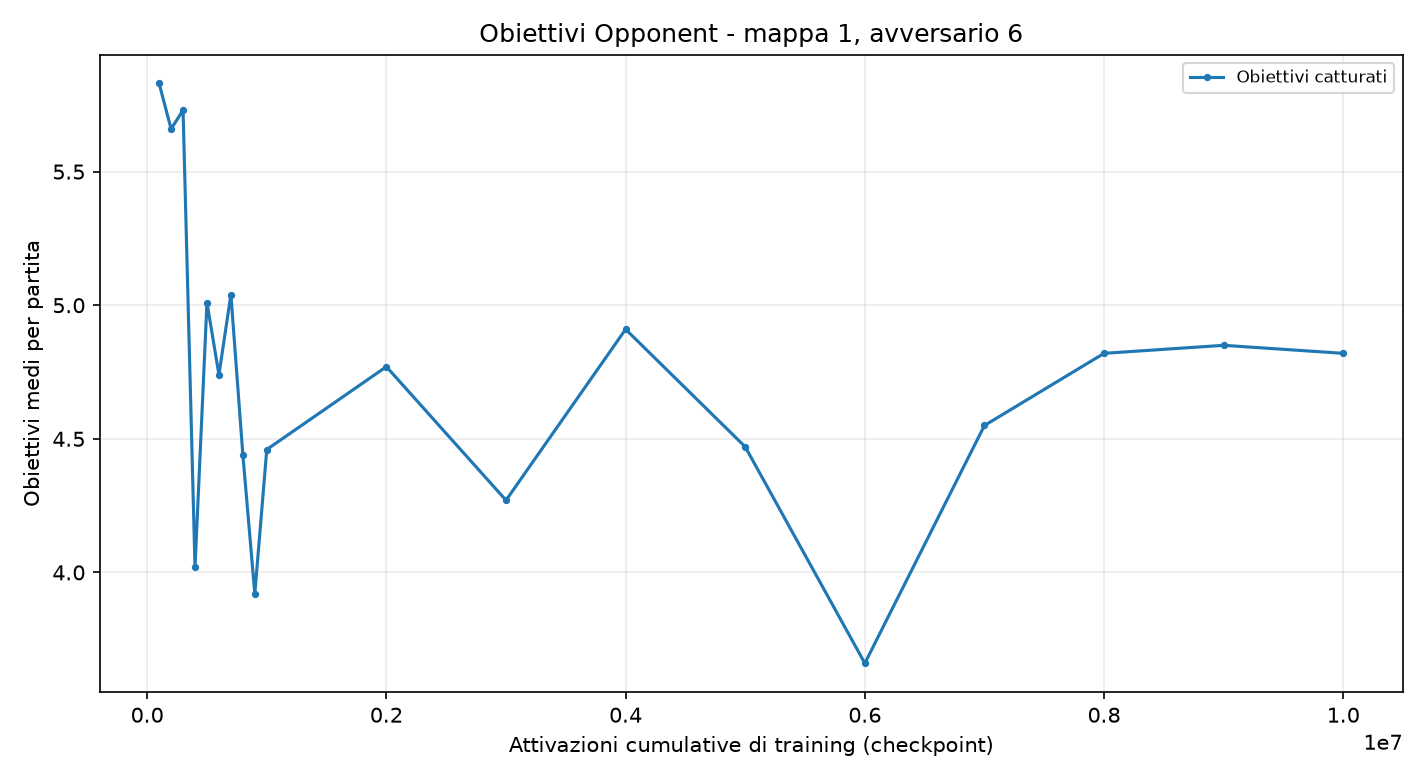 Obiettivi Opponent - mappa 1, avversario 6
Obiettivi catturati
Obiettivi medi per partita
5.5
5.0
4.5
4.0
0.0 0.2 0.4 0.6 0.8 1.0
1e7
Attivazioni cumulative di training (checkpoint)